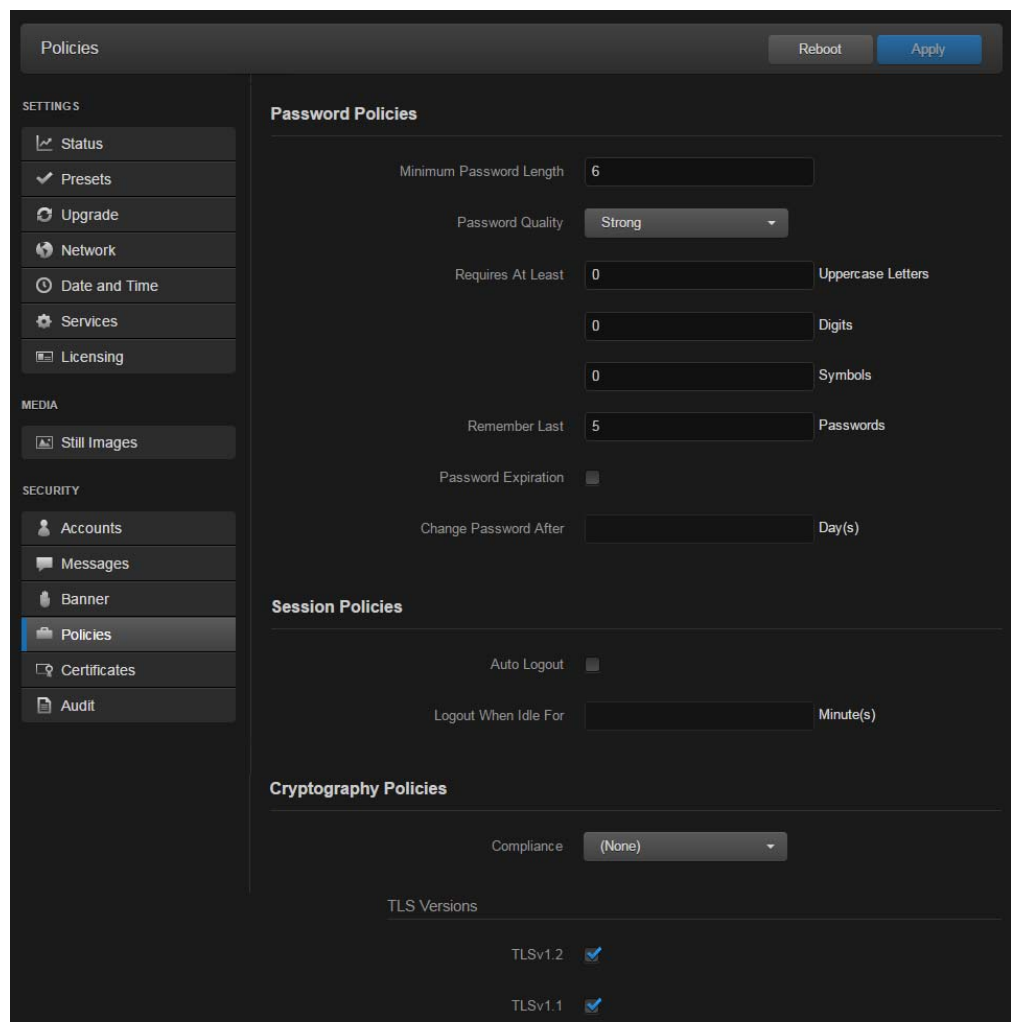 Policies
Reboot
Apply
SETTINGS
Status
Presets
Upgrade
Network
Date and Time
Services
Licensing
MEDIA
Still Images
SECURITY
Accounts
Messages
Banner
Policies
Certificates
Audit
Password Policies
Minimum Password Length 6
Password Quality Strong
Requires At Least 0 Uppercase Letters
0 Digits
0 Symbols
Remember Last 5 Passwords
Password Expiration
Change Password After Day(s)
Session Policies
Auto Logout
Logout When Idle For Minute(s)
Cryptography Policies
Compliance (None)
TLS Versions
TLSv1.2
TLSv1.1